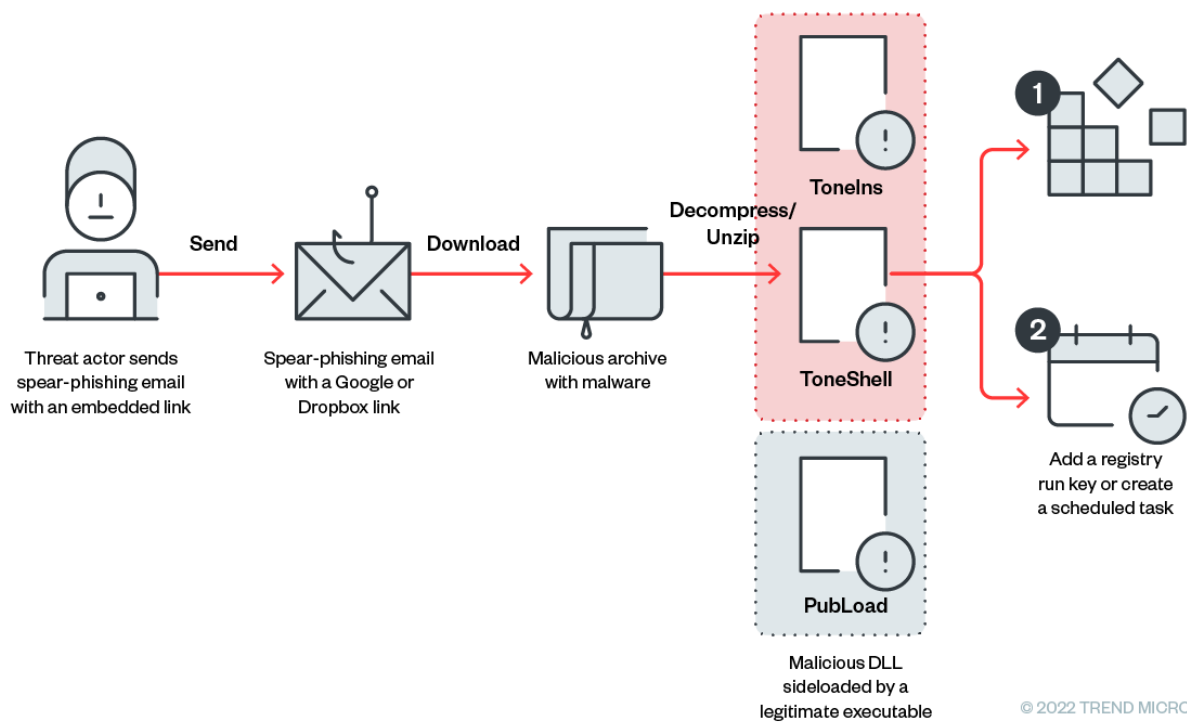 Send
Threat actor sends
spear-phishing email
with an embedded link
Download
Spear-phishing email
with a Google or
Dropbox link
Malicious archive
with malware
Decompress/
Unzip
ToneIns
ToneShell
PubLoad
Malicious DLL
sideloaded by a
legitimate executable
1
2
Add a registry
run key or create
a scheduled task
© 2022 TREND MICRO